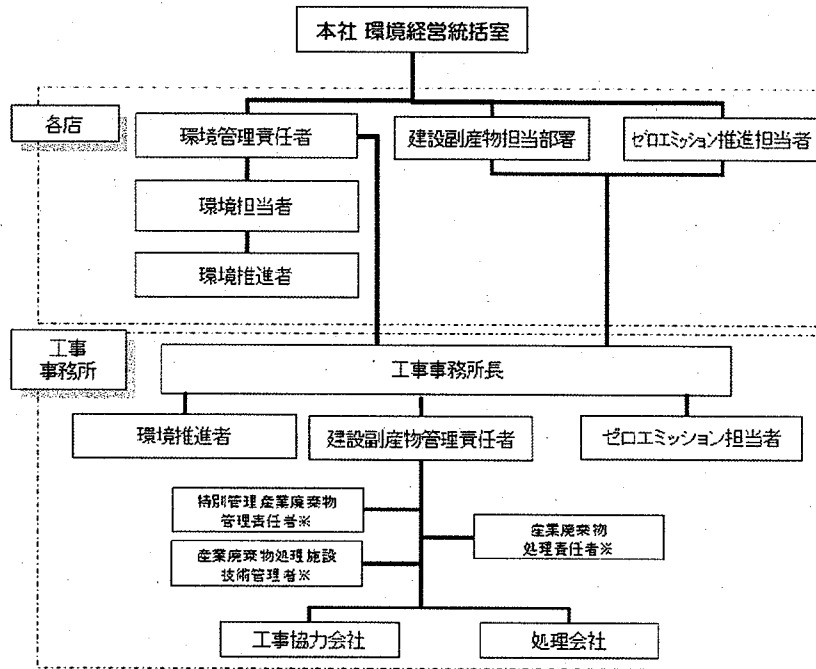 本社 環境経営統括室
各店
環境管理責任者
建設副産物担当部署
ゼロエミッション推進担当者
環境担当者
環境推進者
工事
事務所
工事事務所長
環境推進者
建設副産物管理責任者
ゼロエミッション担当者
特別管理産業廃棄物
管理責任者※
産業廃棄物
処理責任者※
産業廃棄物処理施設
技術管理者※
工事協力会社
処理会社